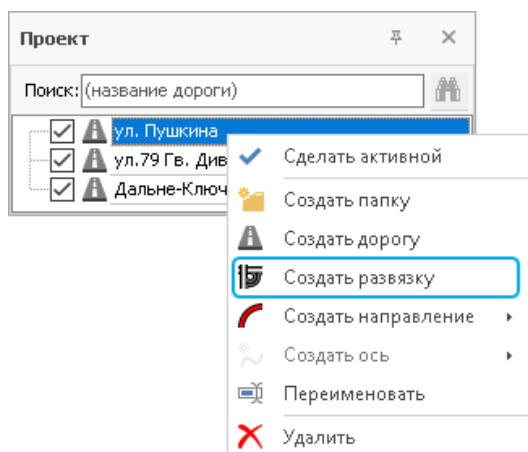 Проект
Поиск: (название дороги)
ул. Пушкина
ул.79 Гв. Див
Дальне-Ключ
Сделать активной
Создать папку
Создать дорогу
Создать развязку
Создать направление
Создать ось
Переименовать
Удалить